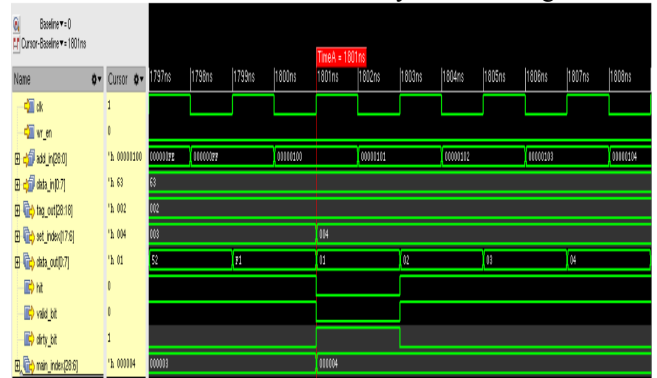 Baseline▼=0
Cursor-Baseline▼=1801ns
TimeA = 1801ns
Name Cursor 1797ns 1798ns 1799ns 1800ns 1801ns 1802ns 1803ns 1804ns 1805ns 1806ns 1807ns 1808ns
clk 1
wr_en 0
add_in[28:0] 'h 00000100 000000FE 000000FF 00000100 00000101 00000102 00000103 00000104
data_in[0:7] 'h 63 63
tag_out[28:18] 'h 002 002
set_index[17:6] 'h 004 003 004
data_out[0:7] 'h 01 52 F1 01 02 03 04
hit 0
valid_bit 0
dirty_bit 1
main_index[28:6] 'h 000004 000003 000004